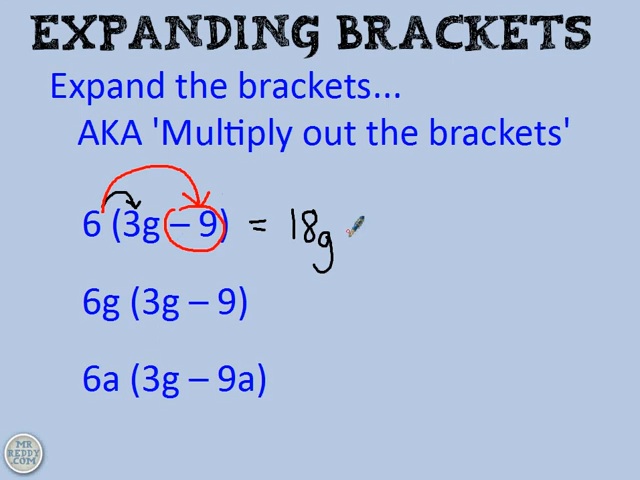 EXPANDING BRACKETS
Expand the brackets...
AKA 'Multiply out the brackets'
6 (3g – 9) = 18g
6g (3g – 9)
6a (3g – 9a)
MR
REDDY
.COM